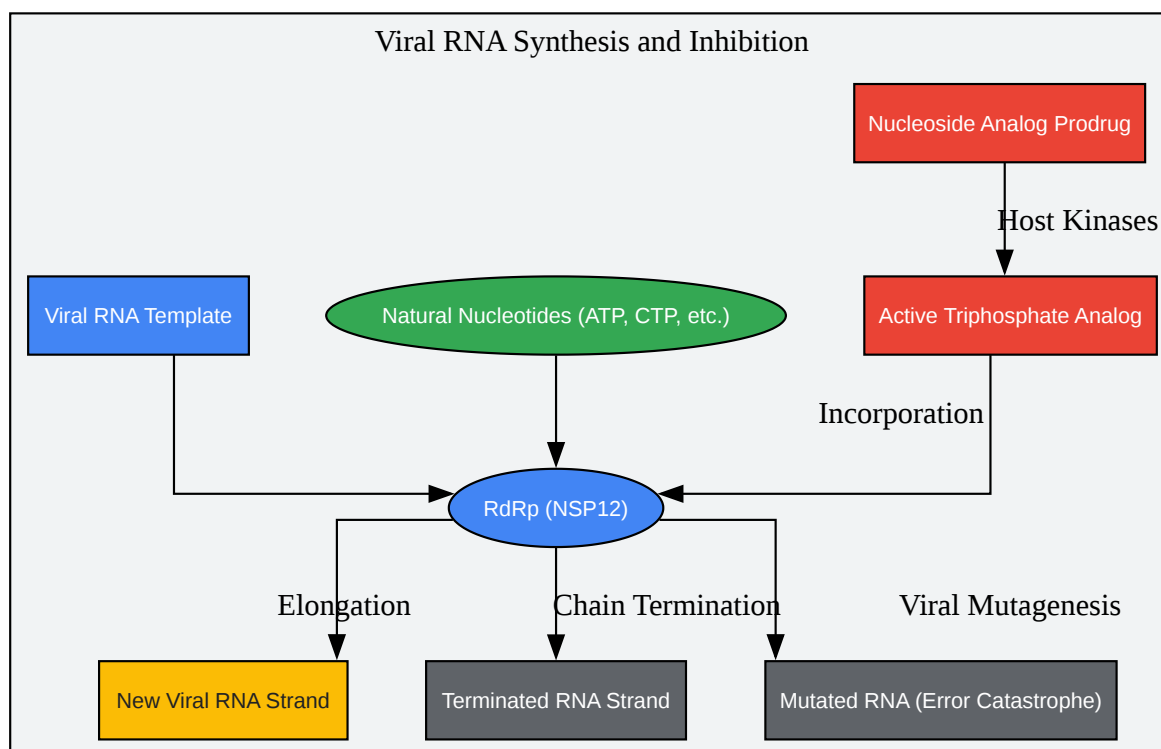 Viral RNA Synthesis and Inhibition
Nucleoside Analog Prodrug
Host Kinases
Viral RNA Template
Natural Nucleotides (ATP, CTP, etc.)
Active Triphosphate Analog
Incorporation
RdRp (NSP12)
Elongation
Chain Termination
Viral Mutagenesis
New Viral RNA Strand
Terminated RNA Strand
Mutated RNA (Error Catastrophe)